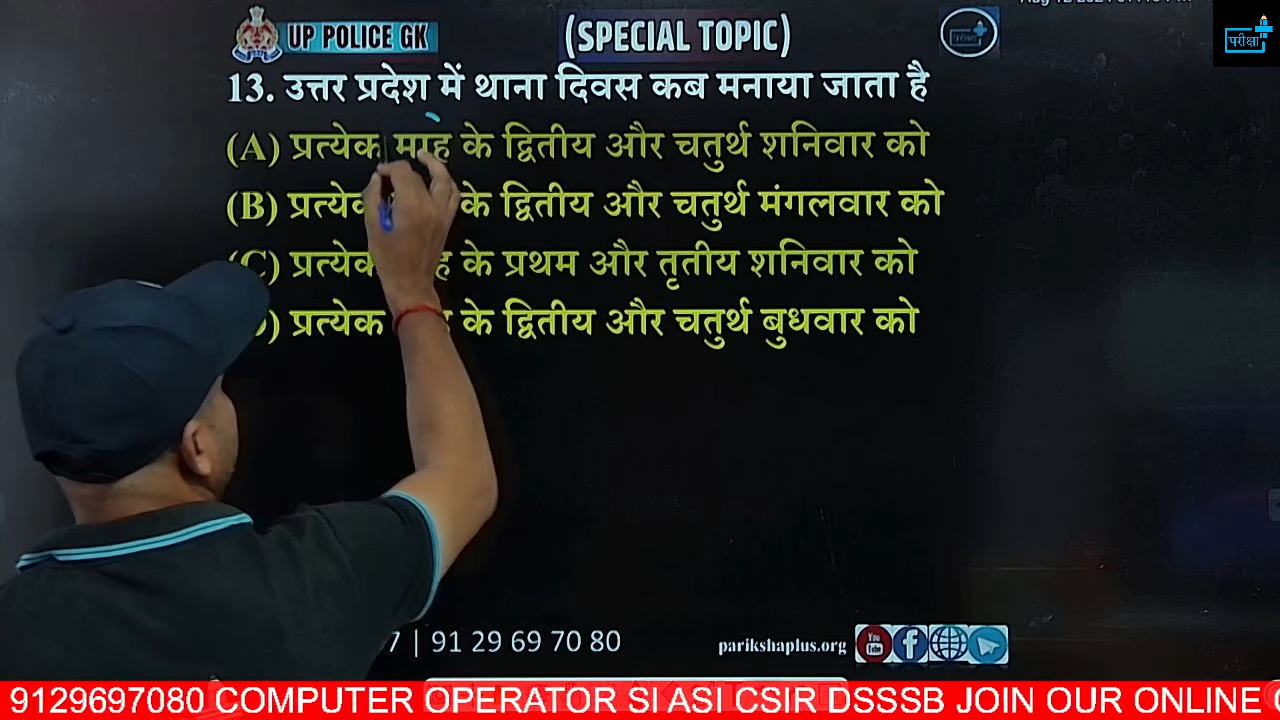 UP POLICE GK
(SPECIAL TOPIC)
परीक्षा
13. उत्तर प्रदेश में थाना दिवस कब मनाया जाता है
(A) प्रत्येक माह के द्वितीय और चतुर्थ शनिवार को
(B) प्रत्येक के द्वितीय और चतुर्थ मंगलवार को
(C) प्रत्येक के प्रथम और तृतीय शनिवार को
प्रत्येक के द्वितीय और चतुर्थ बुधवार को
7 | 91 29 69 70 80
parikshaplus.org
You Tube
9129697080 COMPUTER OPERATOR SI ASI CSIR DSSSB JOIN OUR ONLINE